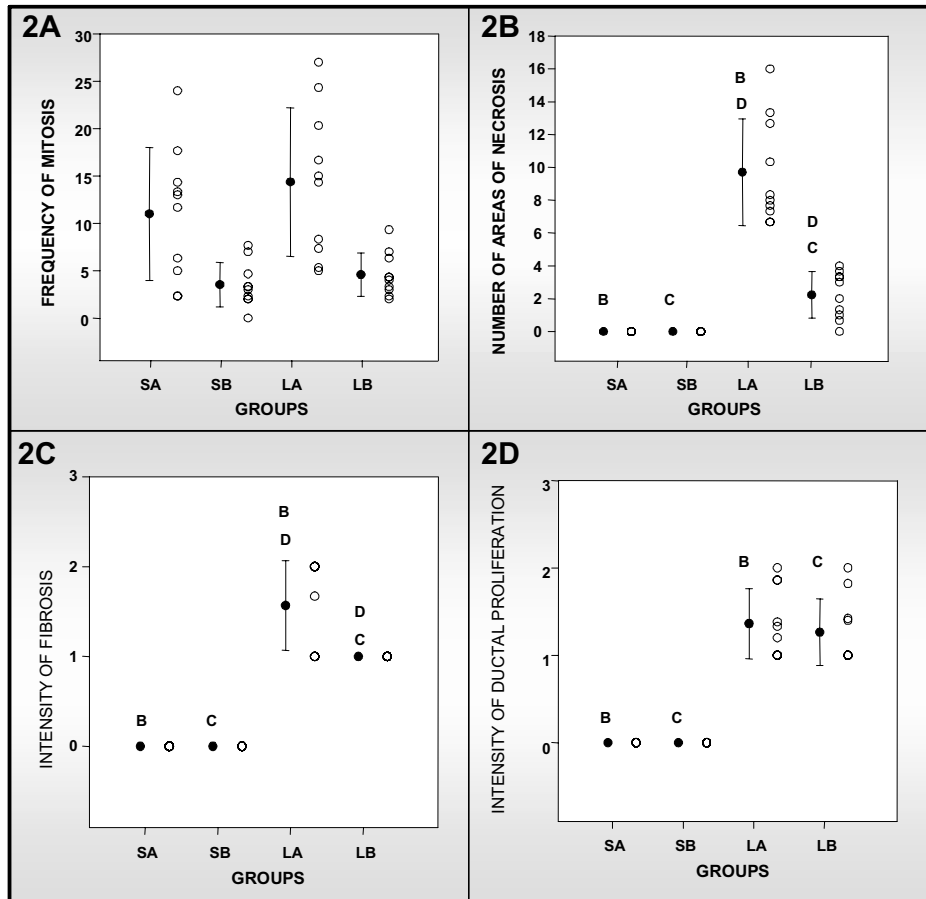 2A
FREQUENCY OF MITOSIS
30
25
20
15
10
5
0
SA SB LA LB
GROUPS
2B
NUMBER OF AREAS OF NECROSIS
18
16
14
12
10
8
6
4
2
0
B
D
D
C
B C
SA SB LA LB
GROUPS
2C
INTENSITY OF FIBROSIS
3
2
1
0
B
D
D
C
B C
SA SB LA LB
GROUPS
2D
INTENSITY OF DUCTAL PROLIFERATION
3
2
1
0
B C
B C
SA SB LA LB
GROUPS